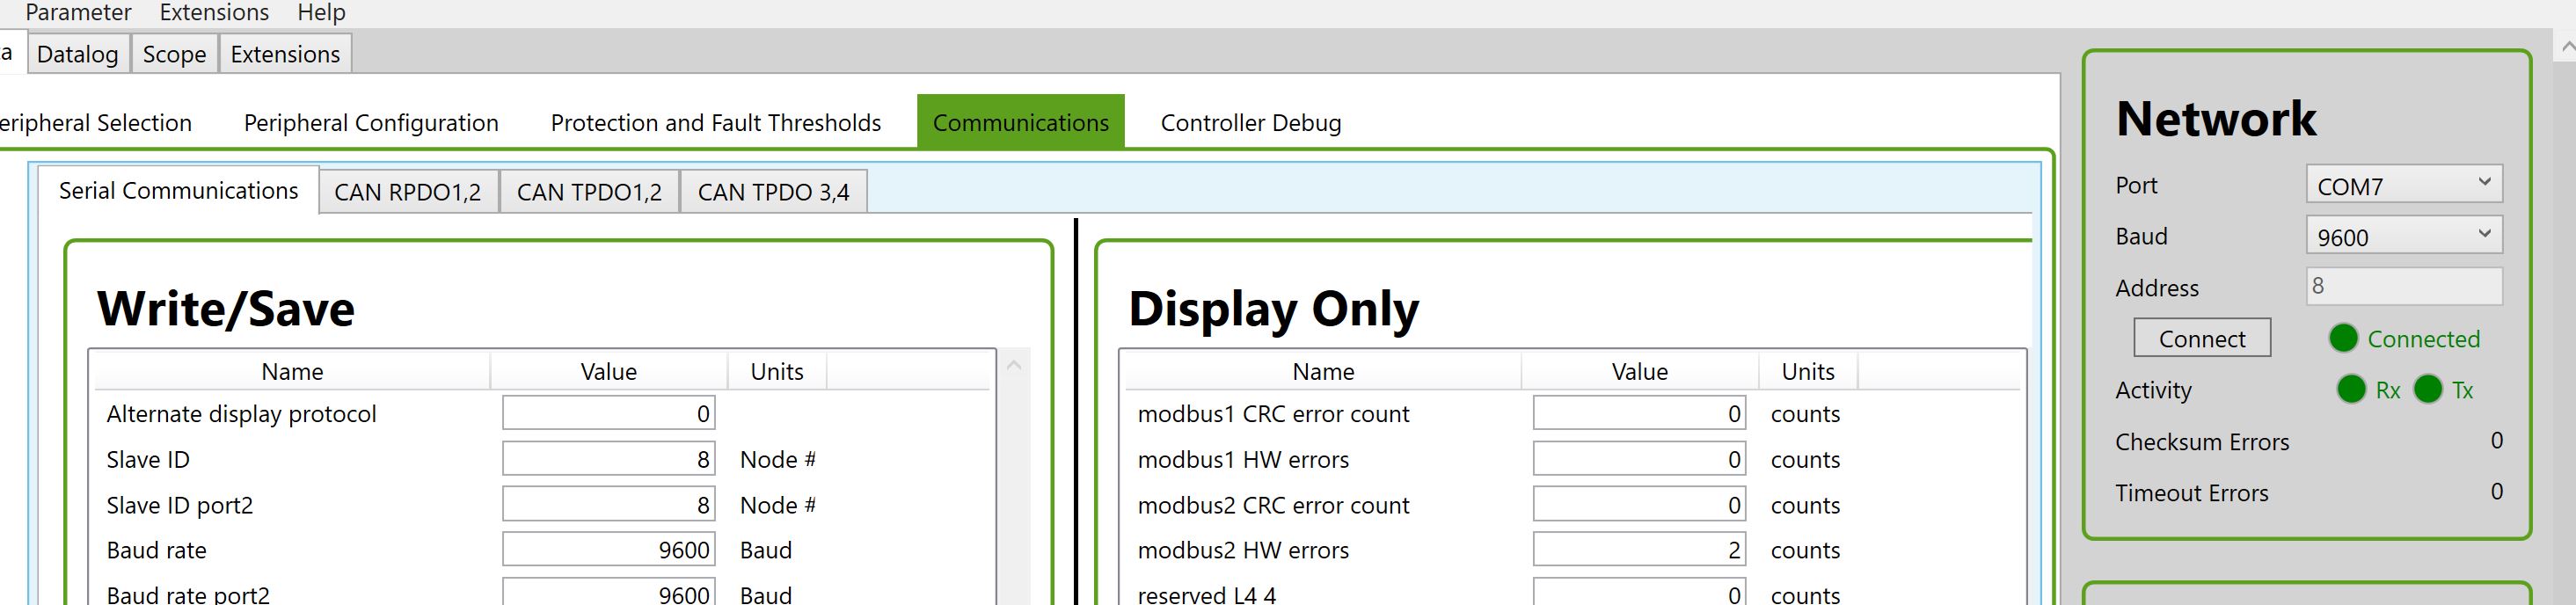 Parameter Extensions Help
a Datalog Scope Extensions
eripheral Selection Peripheral Configuration Protection and Fault Thresholds Communications Controller Debug
Serial Communications CAN RPDO1,2 CAN TPDO1,2 CAN TPDO 3,4
Write/Save
Name Value Units
Alternate display protocol 0
Slave ID 8 Node #
Slave ID port2 8 Node #
Baud rate 9600 Baud
Baud rate port2 9600 Baud
Display Only
Name Value Units
modbus1 CRC error count 0 counts
modbus1 HW errors 0 counts
modbus2 CRC error count 0 counts
modbus2 HW errors 2 counts
reserved L4 4 0 counts
Network
Port COM7
Baud 9600
Address 8
Connect Connected
Activity Rx Tx
Checksum Errors 0
Timeout Errors 0